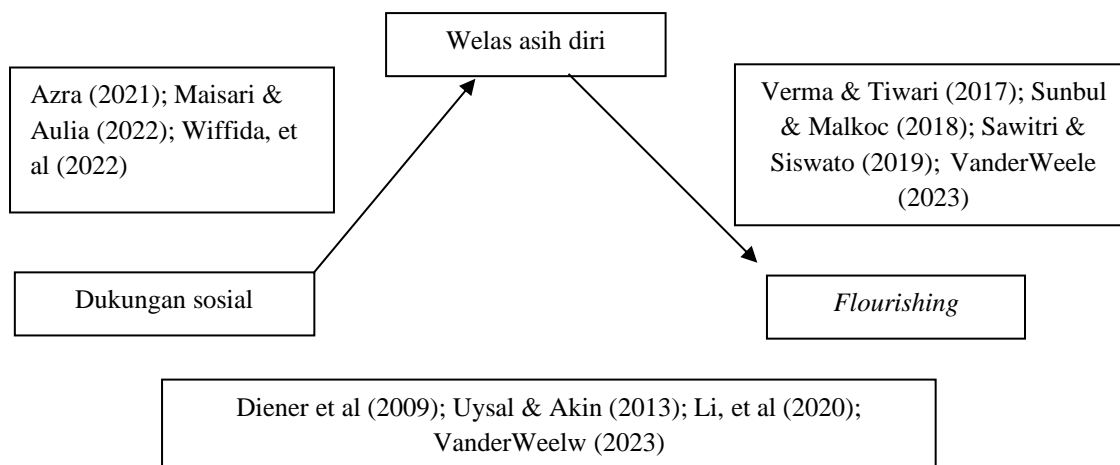 Welas asih diri
Azra (2021); Maisari &
Aulia (2022); Wiffida, et
al (2022)
Verma & Tiwari (2017); Sunbul
& Malkoc (2018); Sawitri &
Siswato (2019); VanderWeele
(2023)
Dukungan sosial
Flourishing
Diener et al (2009); Uysal & Akin (2013); Li, et al (2020);
VanderWeelw (2023)